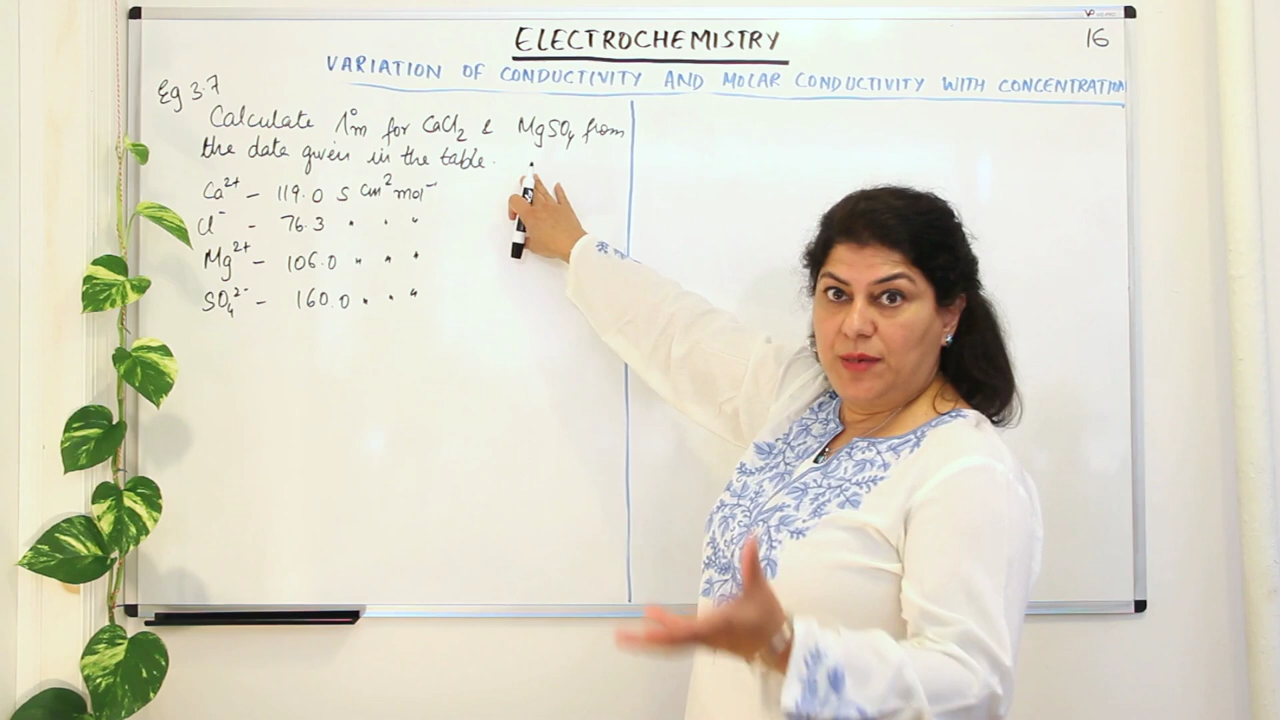 ELECTROCHEMISTRY
16
VARIATION OF CONDUCTIVITY AND MOLAR CONDUCTIVITY WITH CONCENTRATION
Eg 3.7
Calculate Λ°m for CaCl₂ & MgSO₄ from
the data given in the table.
Ca²⁺ – 119.0 S cm² mol⁻
Cl⁻ – 76.3 " " "
Mg²⁺ – 106.0 " " "
SO₄²⁻ – 160.0 " " "